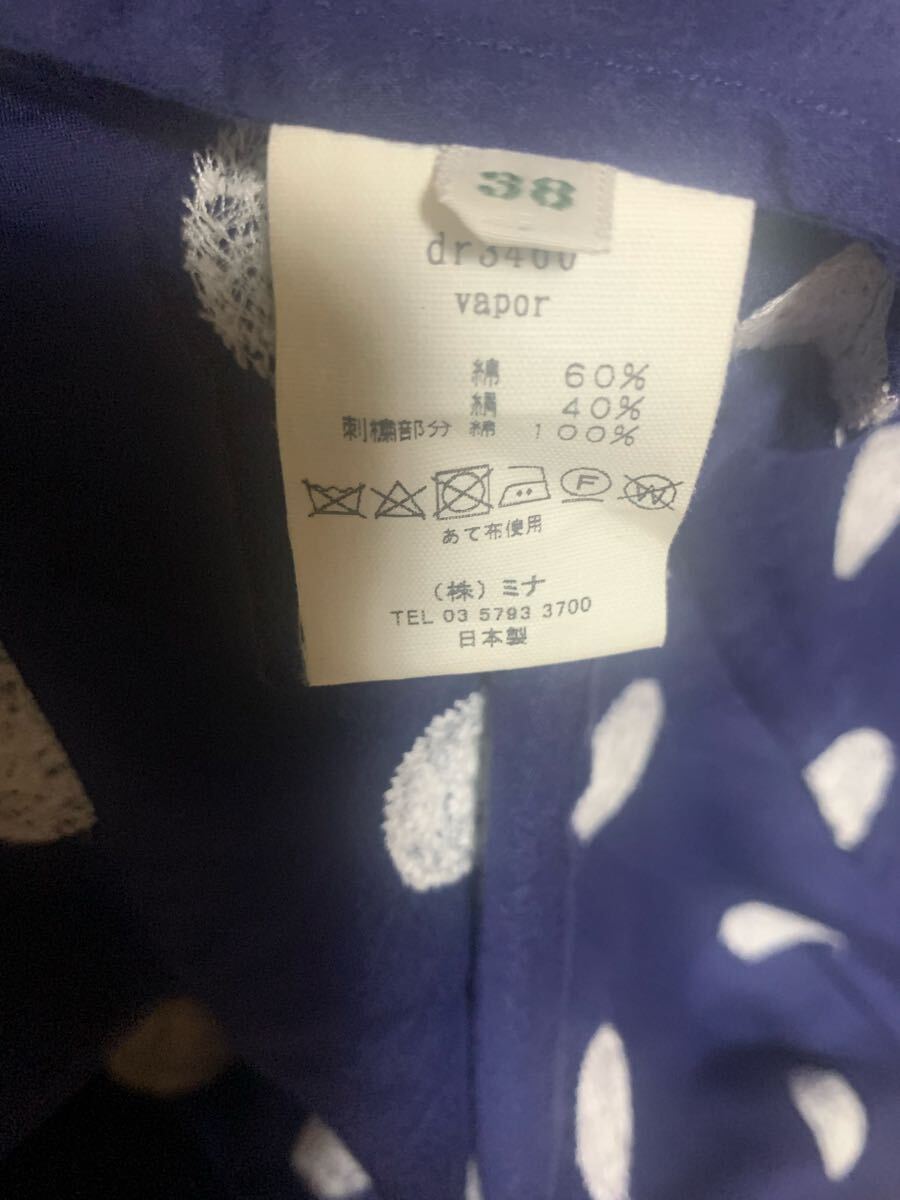 38
vapor
綿 60%
絹 40%
刺繍部分 綿 100%
F
W
あて布使用
(株)ミナ
TEL 03 5793 3700
日本製